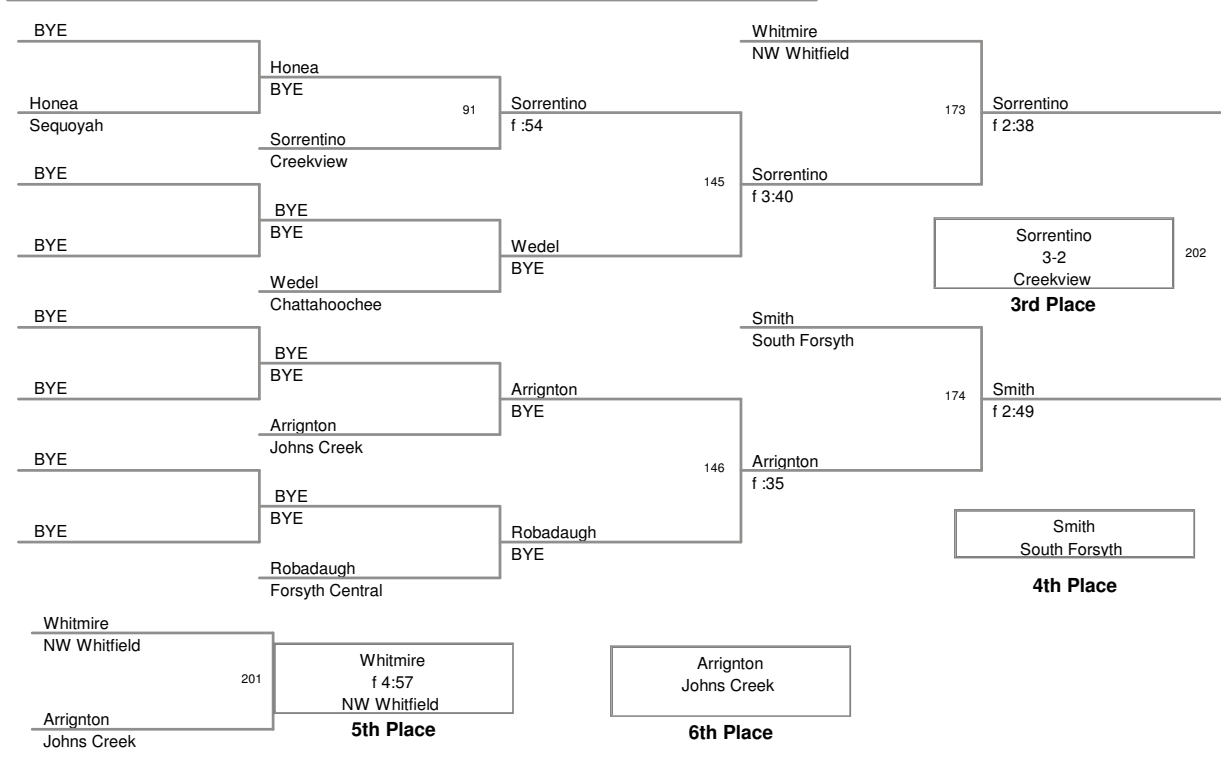 BYE
Honea
Sequoyah
BYE
BYE
BYE
BYE
BYE
BYE
Honea
BYE
91
Sorrentino
Creekview
BYE
BYE
Wedel
Chattahoochee
BYE
BYE
Arrignton
Johns Creek
BYE
BYE
Robadaugh
Forsyth Central
Sorrentino
f :54
145
Wedel
BYE
Arrignton
BYE
146
Robadaugh
BYE
Whitmire
NW Whitfield
173
Sorrentino
f 3:40
Smith
South Forsyth
174
Arrignton
f :35
Sorrentino
f 2:38
Sorrentino
3-2
Creekview
202
3rd Place
Smith
f 2:49
Smith
South Forsyth
4th Place
Whitmire
NW Whitfield
201
Arrignton
Johns Creek
Whitmire
f 4:57
NW Whitfield
5th Place
Arrignton
Johns Creek
6th Place